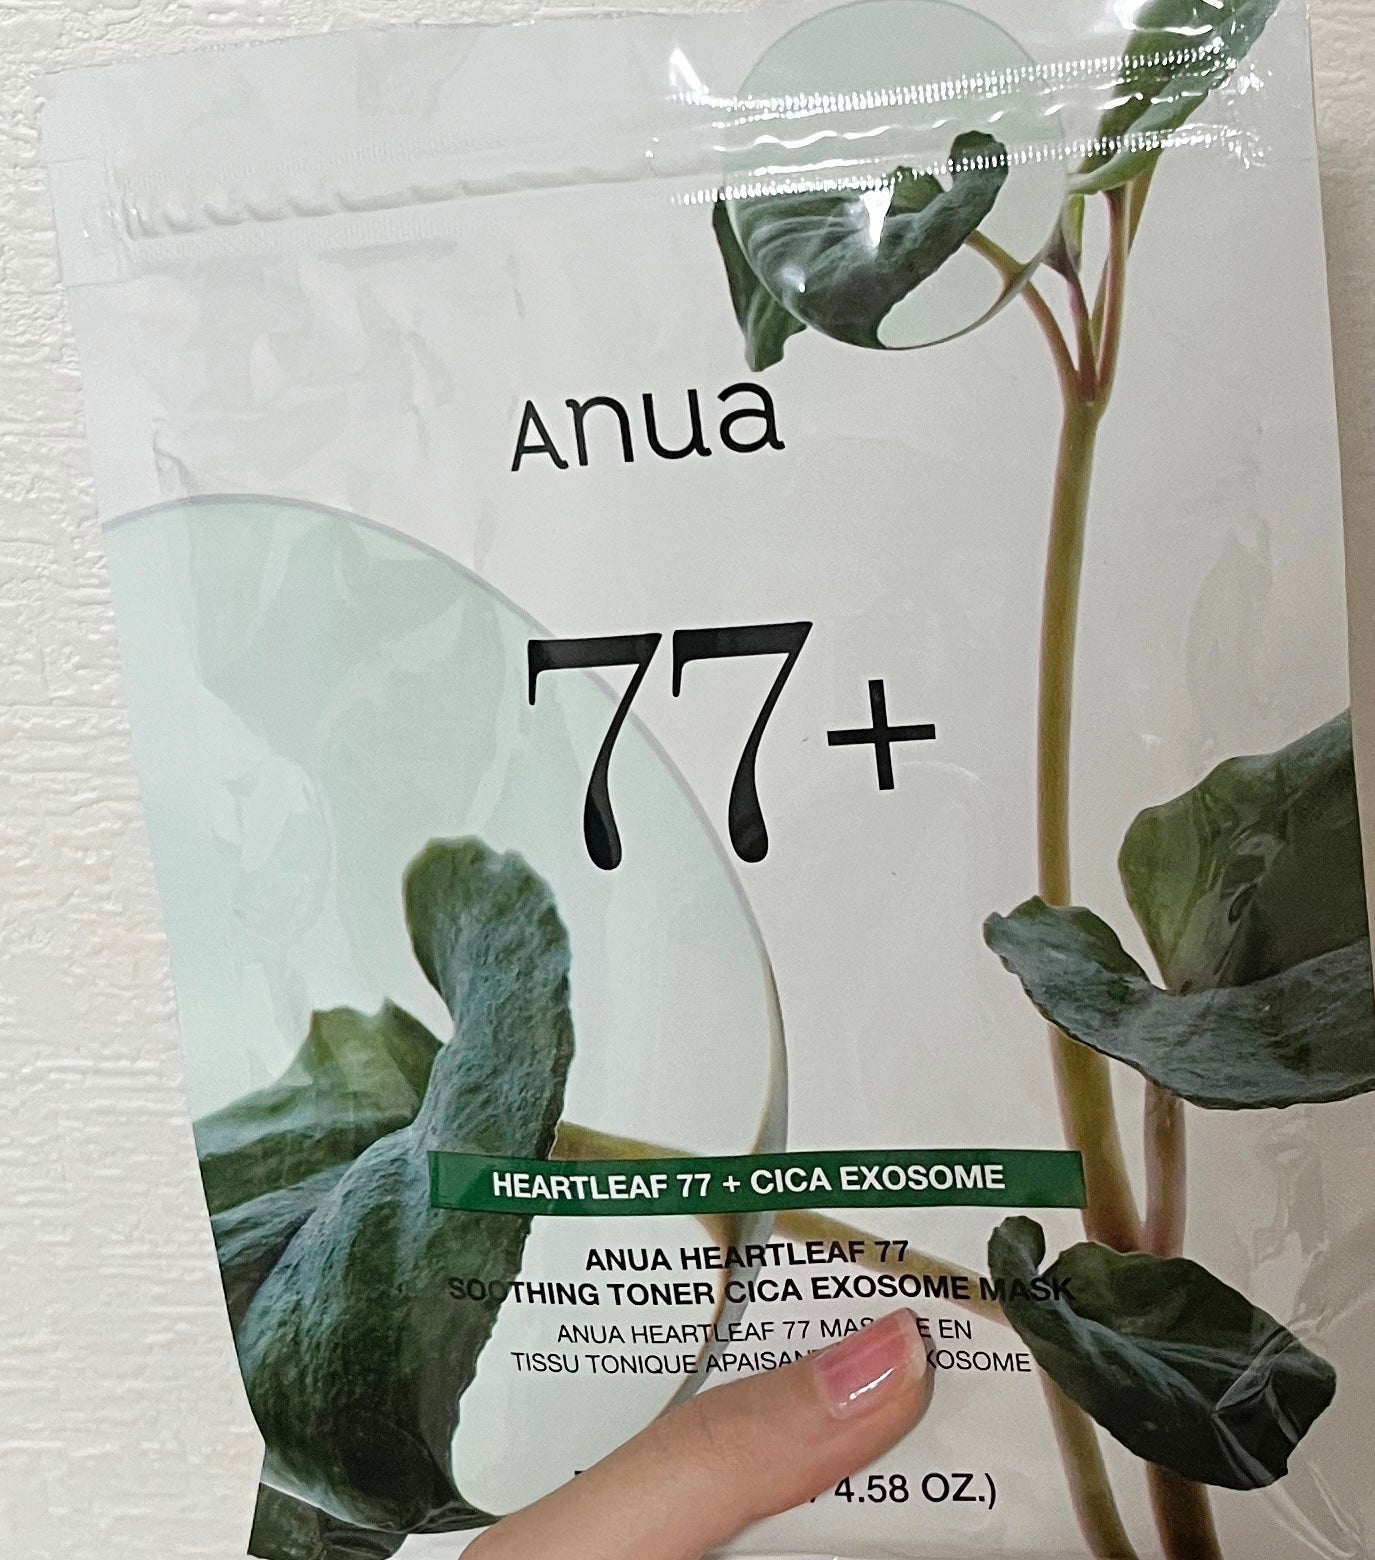 Anua
77+
HEARTLEAF 77 + CICA EXOSOME
ANUA HEARTLEAF 77
SOOTHING TONER CICA EXOSOME MASK
ANUA HEARTLEAF 77 EN
TISSU TONIQUE
4.58 OZ.)